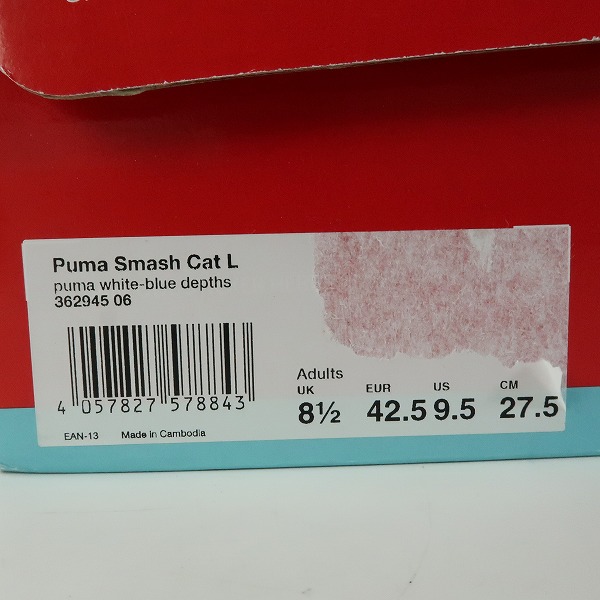 Puma Smash Cat L
puma white-blue depths
362945 06
4 057827 578843
EAN-13 Made in Cambodia
Adults
UK EUR US CM
8½ 42.5 9.5 27.5